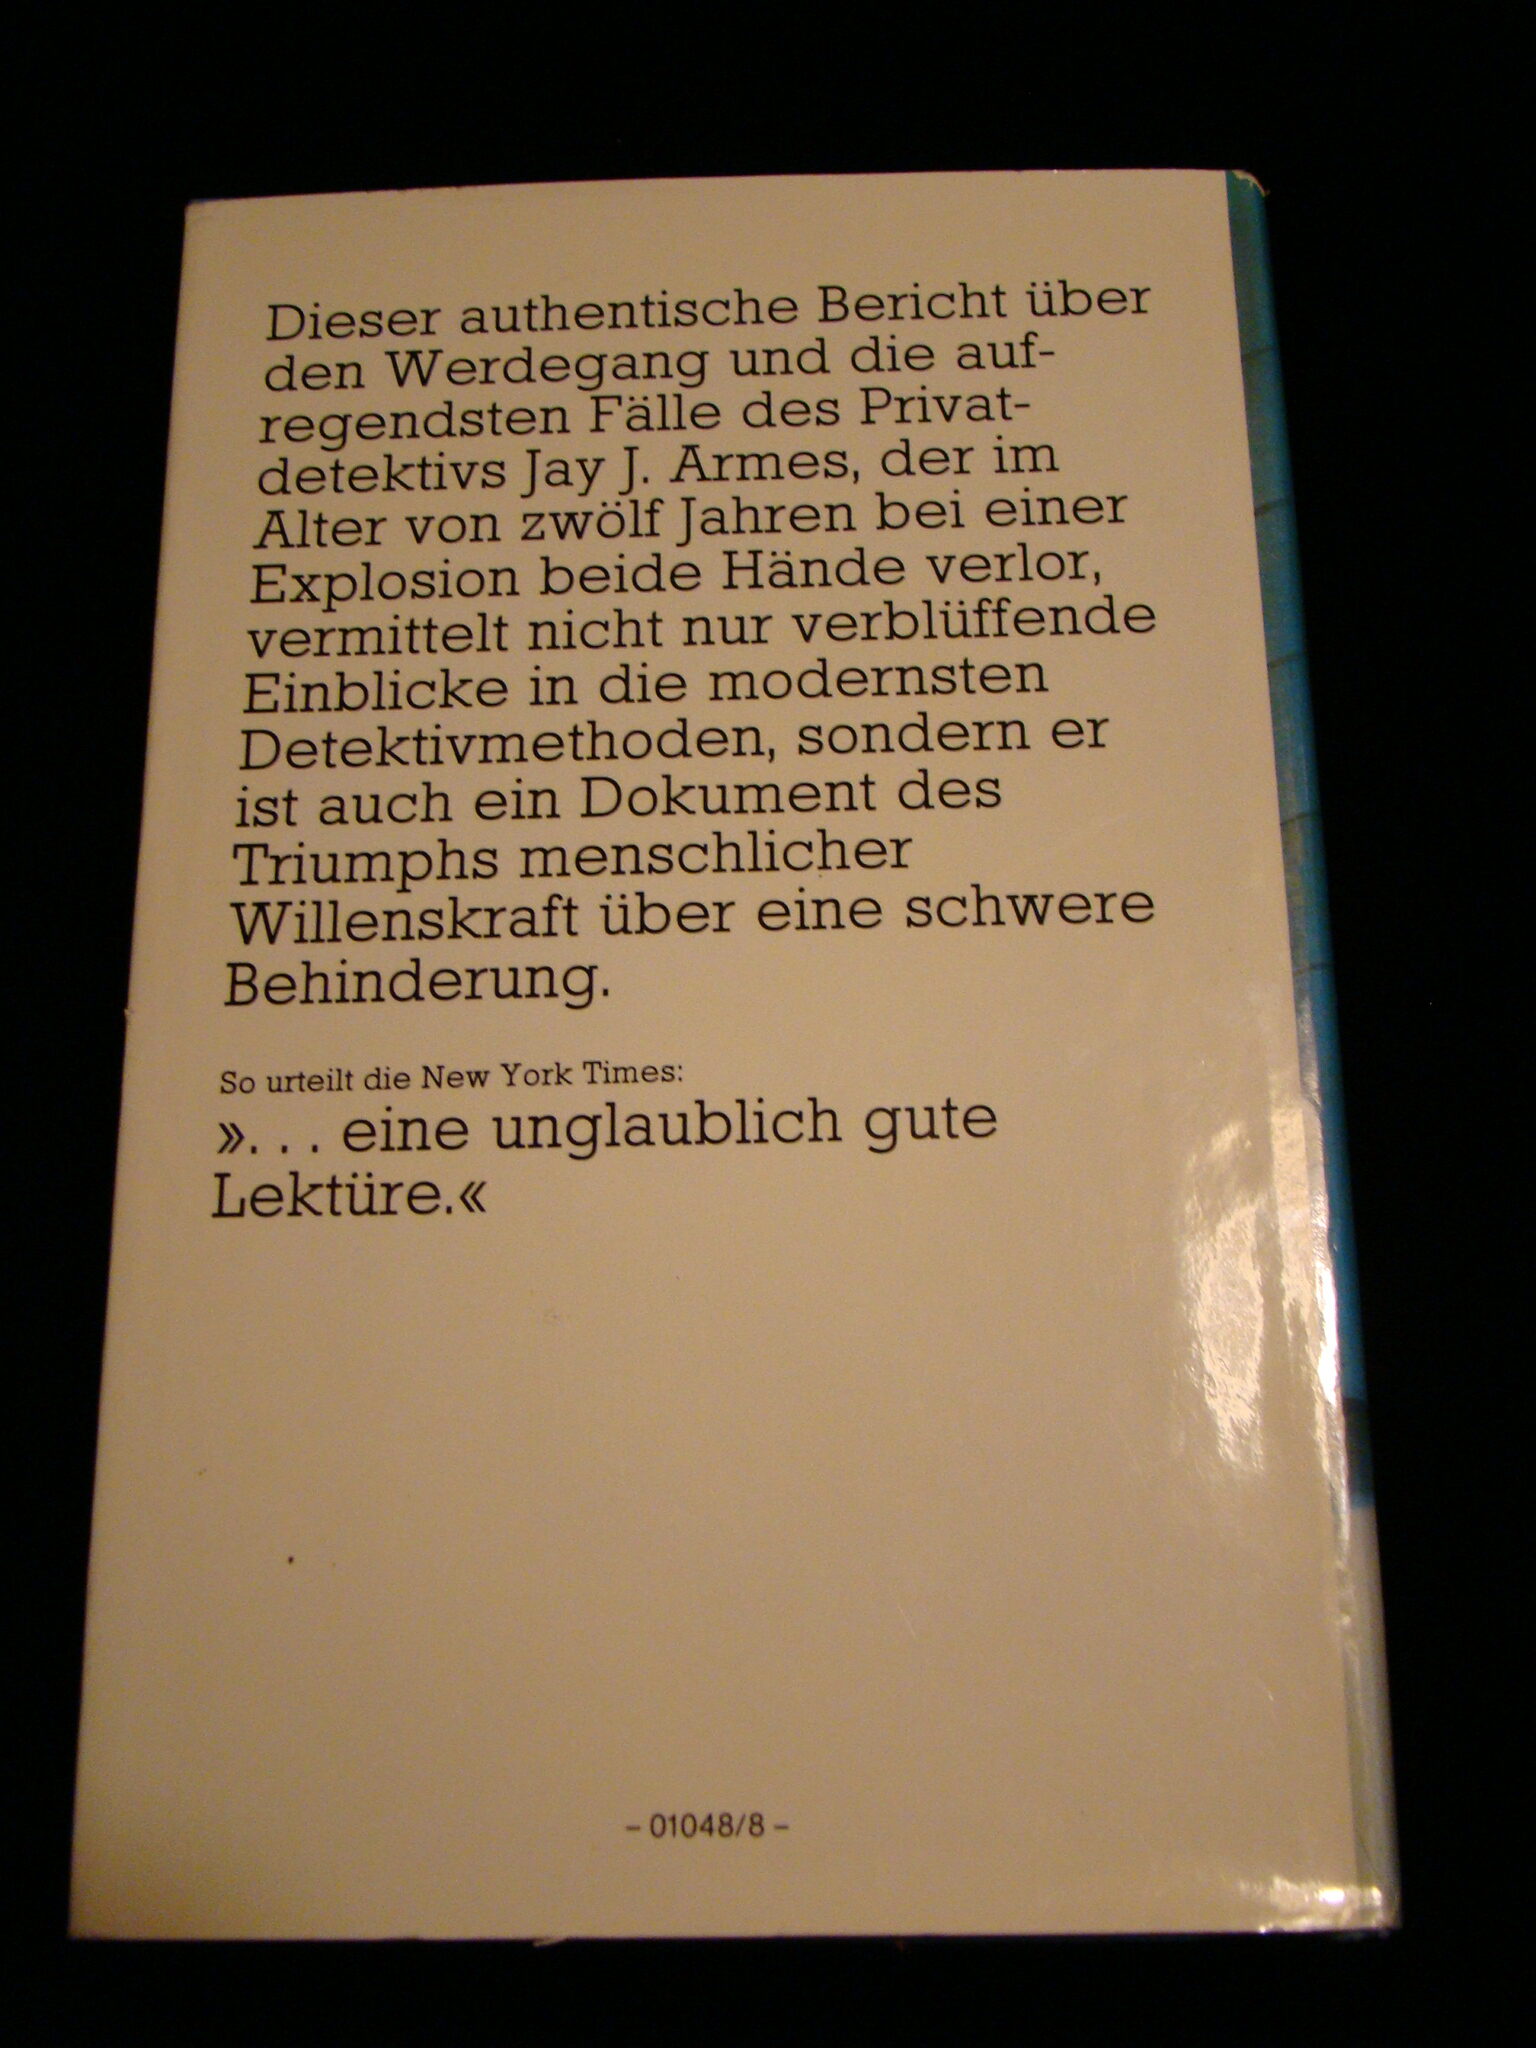 Dieser authentische Bericht über
den Werdegang und die auf-
regendsten Fälle des Privat-
detektivs Jay J. Armes, der im
Alter von zwölf Jahren bei einer
Explosion beide Hände verlor,
vermittelt nicht nur verblüffende
Einblicke in die modernsten
Detektivmethoden, sondern er
ist auch ein Dokument des
Triumphs menschlicher
Willenskraft über eine schwere
Behinderung.
So urteilt die New York Times:
». . . eine unglaublich gute
Lektüre.«
– 01048/8 –